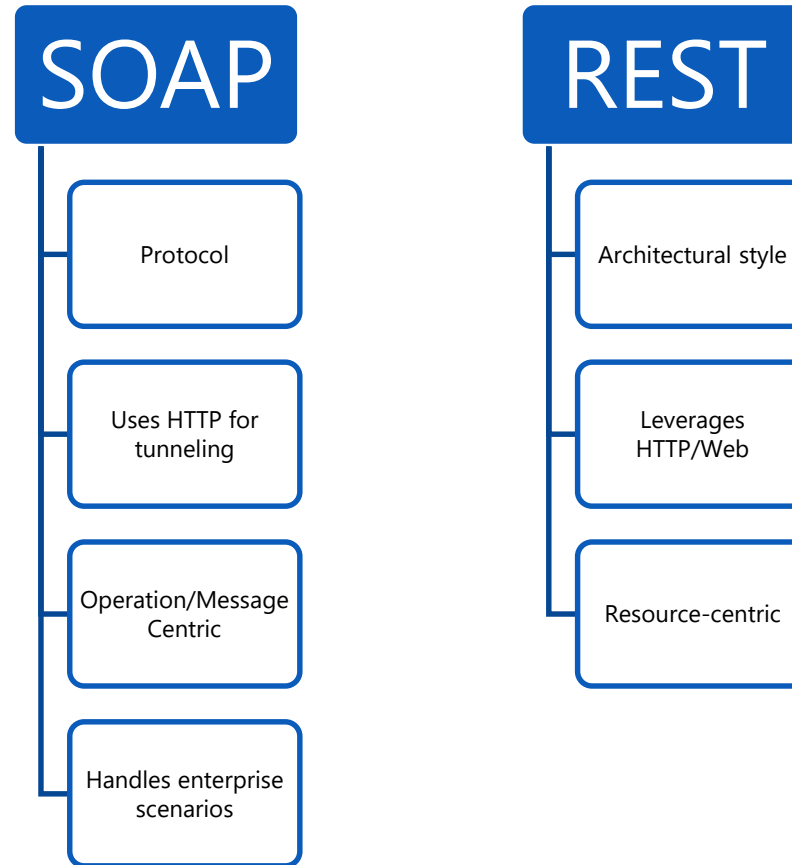 SOAP
Protocol
Uses HTTP for
tunneling
Operation/Message
Centric
Handles enterprise
scenarios
REST
Architectural style
Leverages
HTTP/Web
Resource-centric